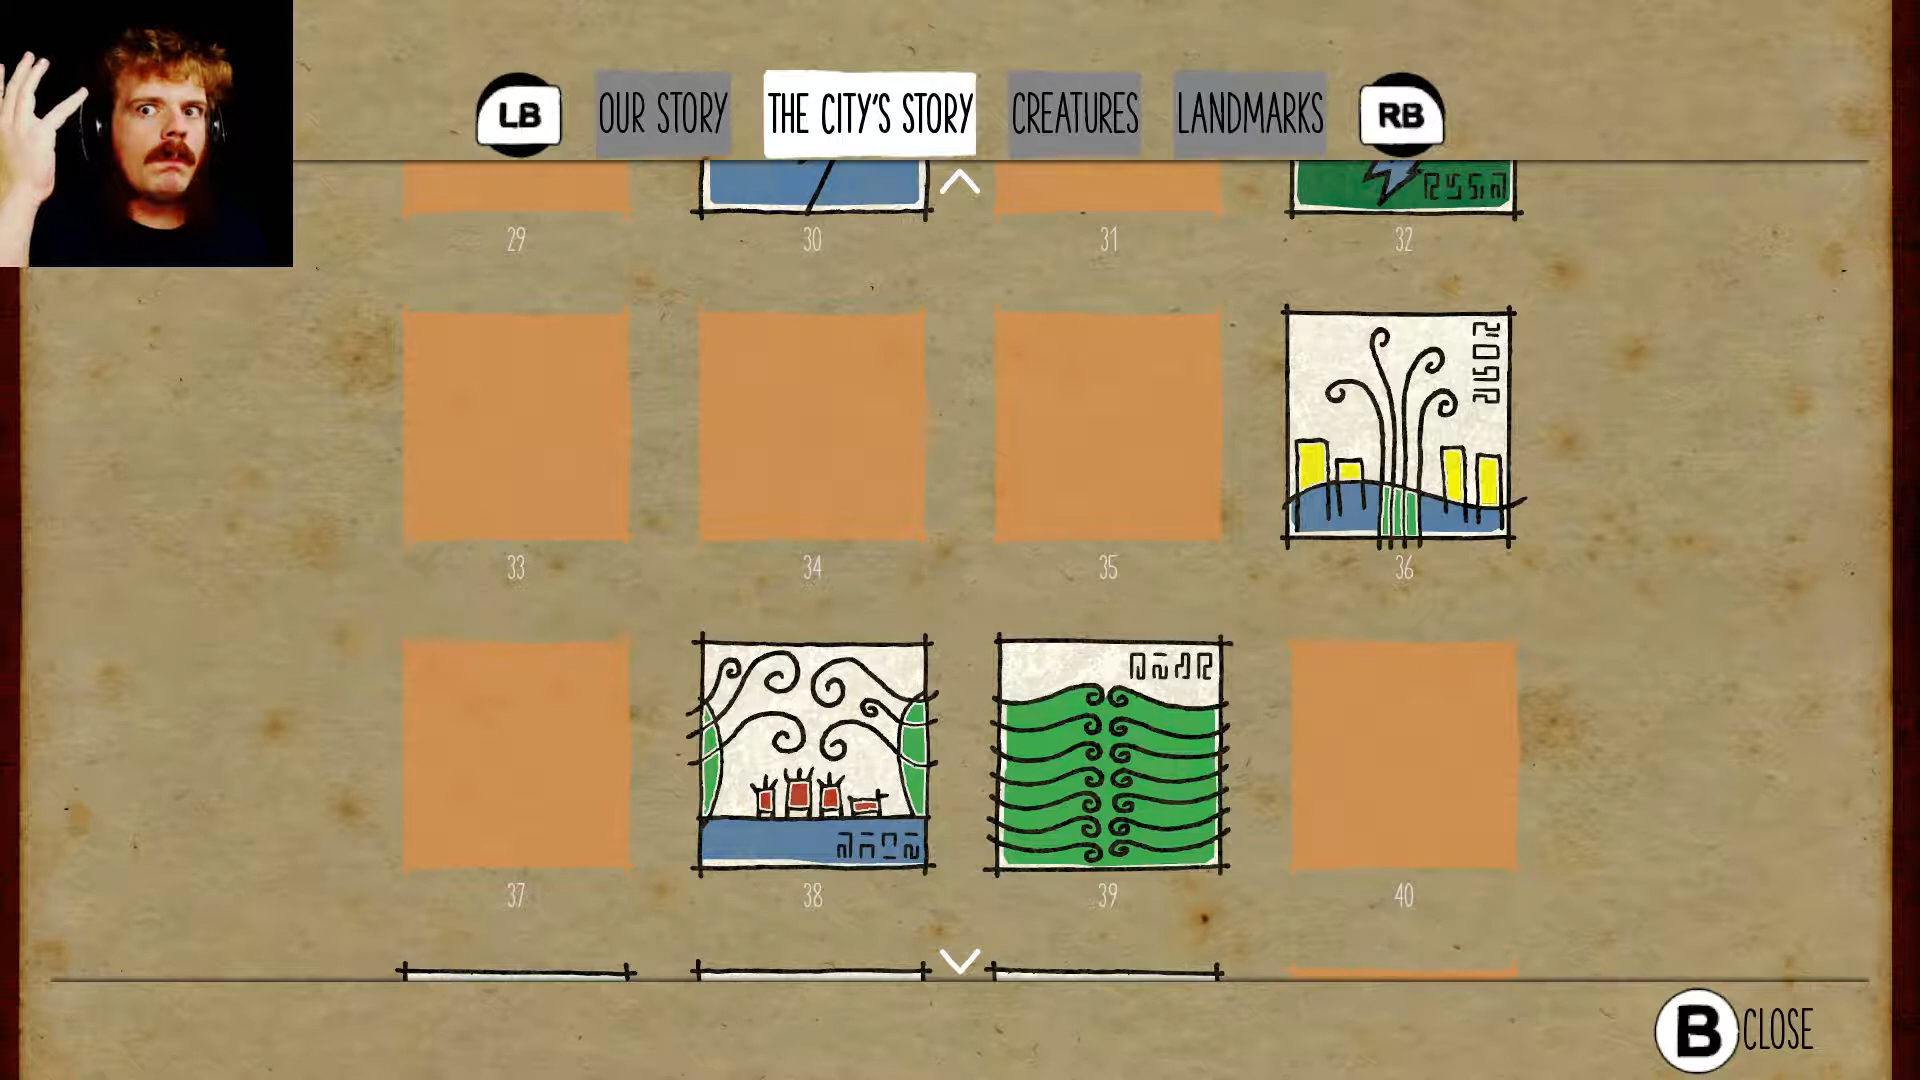 LB OUR STORY THE CITY'S STORY CREATURES LANDMARKS RB
29 30 31 32
33 34 35 36
37 38 39 40
B CLOSE